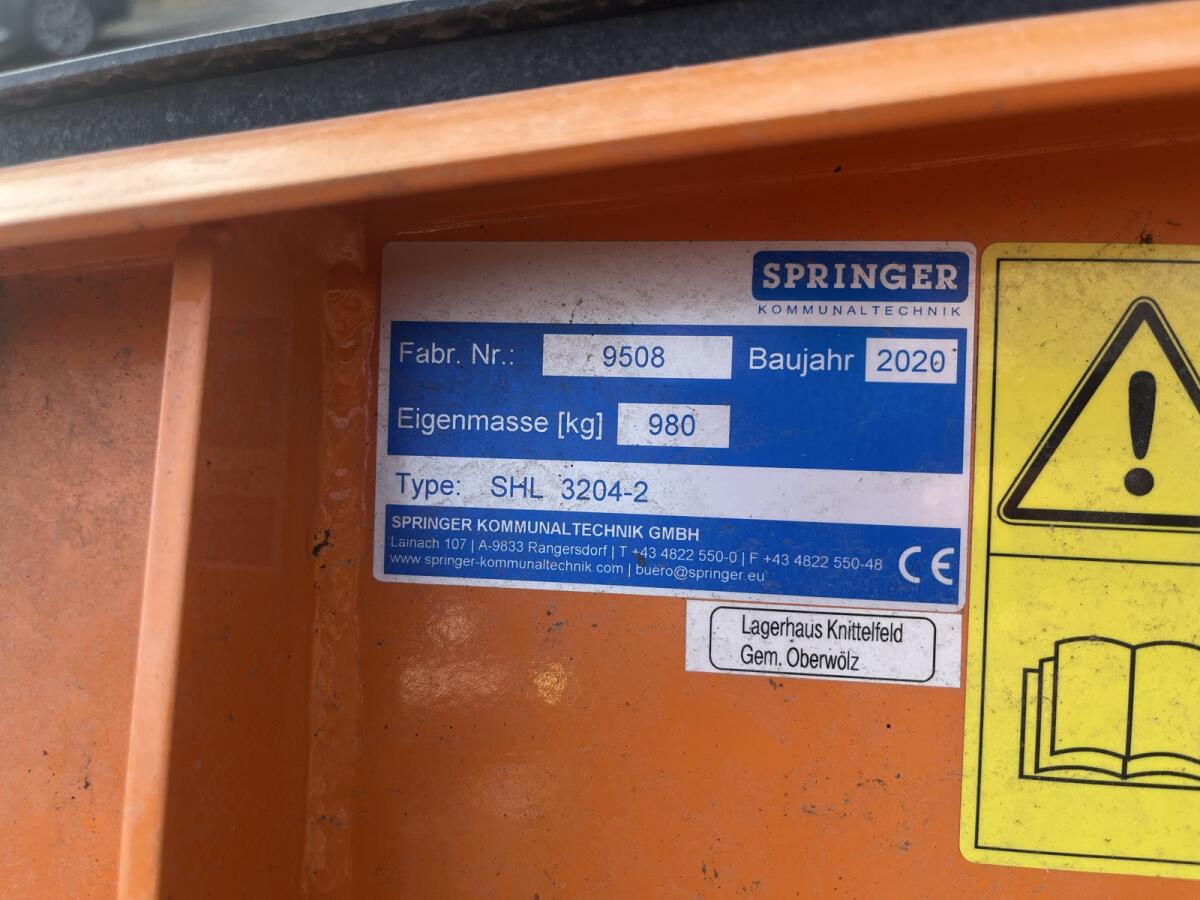 SPRINGER
KOMMUNALTECHNIK
Fabr. Nr.: 9508 Baujahr 2020
Eigenmasse [kg] 980
Type: SHL 3204-2
SPRINGER KOMMUNALTECHNIK GMBH
Lainach 107 | A-9833 Rangersdorf | T +43 4822 550-0 | F +43 4822 550-48
www.springer-kommunaltechnik.com | buero@springer.eu
CE
Lagerhaus Knittelfeld
Gem. Oberwölz